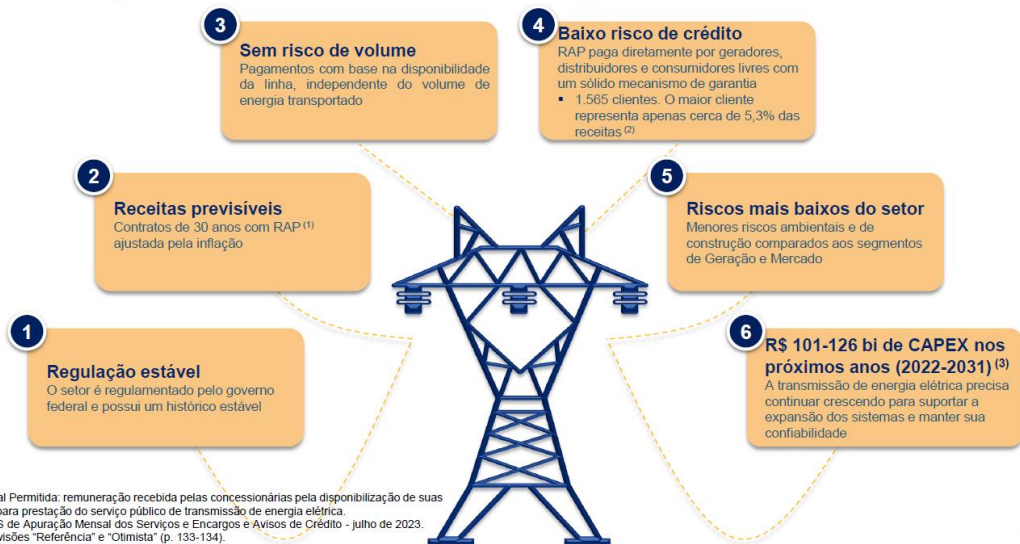 1
Regulação estável
O setor é regulamentado pelo governo
federal e possui um histórico estável
2
Receitas previsíveis
Contratos de 30 anos com RAP (1)
ajustada pela inflação
3
Sem risco de volume
Pagamentos com base na disponibilidade
da linha, independente do volume de
energia transportado
4
Baixo risco de crédito
RAP paga diretamente por geradores,
distribuidores e consumidores livres com
um sólido mecanismo de garantia
▪ 1.565 clientes. O maior cliente
representa apenas cerca de 5,3% das
receitas (2)
5
Riscos mais baixos do setor
Menores riscos ambientais e de
construção comparados aos segmentos
de Geração e Mercado
6
R$ 101-126 bi de CAPEX nos
próximos anos (2022-2031) (3)
A transmissão de energia elétrica precisa
continuar crescendo para suportar a
expansão dos sistemas e manter sua
confiabilidade
al Permitida: remuneração recebida pelas concessionárias pela disponibilização de suas
para prestação do serviço público de transmissão de energia elétrica.
S de Apuração Mensal dos Serviços e Encargos e Avisos de Crédito - julho de 2023.
visões "Referência" e "Otimista" (p. 133-134).